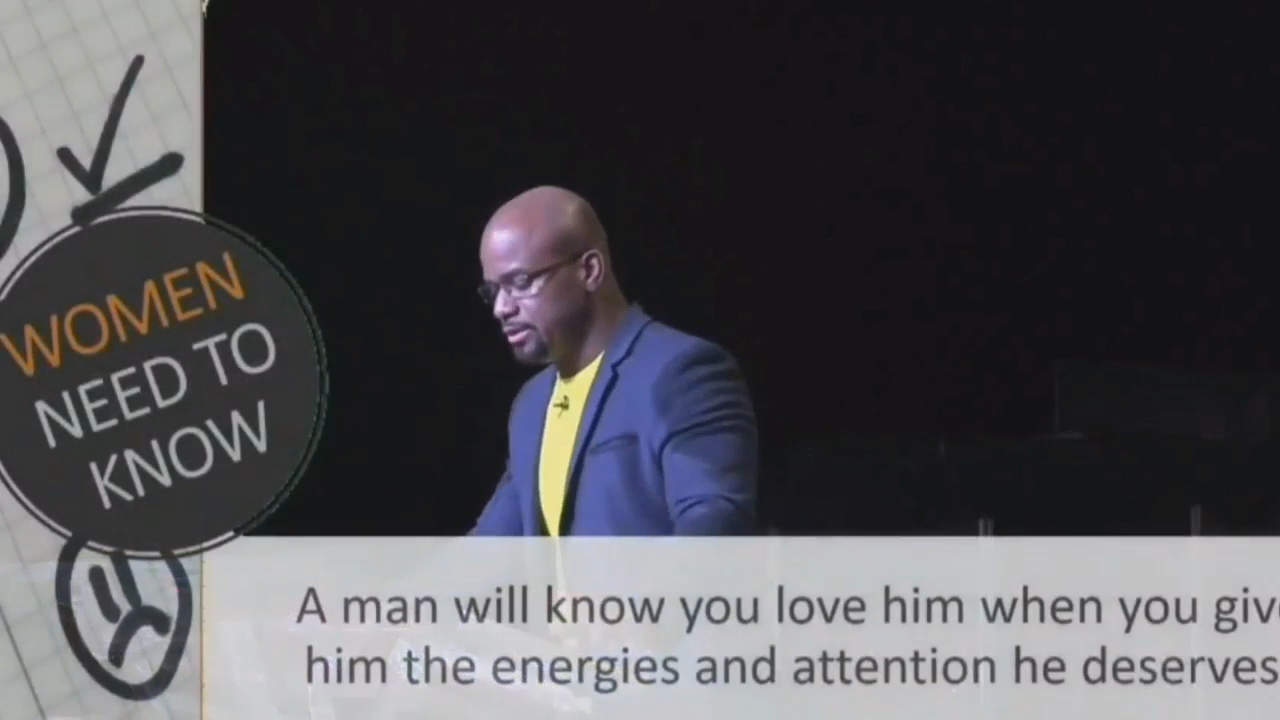 WOMEN
NEED TO
KNOW
A man will know you love him when you giv
him the energies and attention he deserves